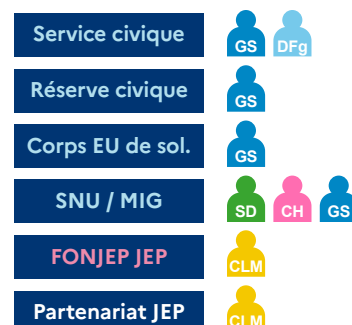 Service civique GS DFg
Réserve civique GS
Corps EU de sol. GS
SNU / MIG SD CH GS
FONJEP JEP CLM
Partenariat JEP CLM